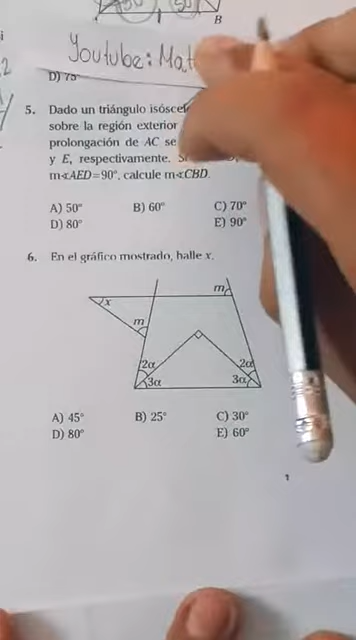 B
Youtube: Mat
D) 75°
5. Dado un triángulo isósce
sobre la región exterior
prolongación de AC se
y E, respectivamente.
m∢AED=90°, calcule m∢CBD.
A) 50° B) 60° C) 70°
D) 80° E) 90°
6. En el gráfico mostrado, halle x.
m
x
m
2α 2α
3α 3α
A) 45° B) 25° C) 30°
D) 80° E) 60°